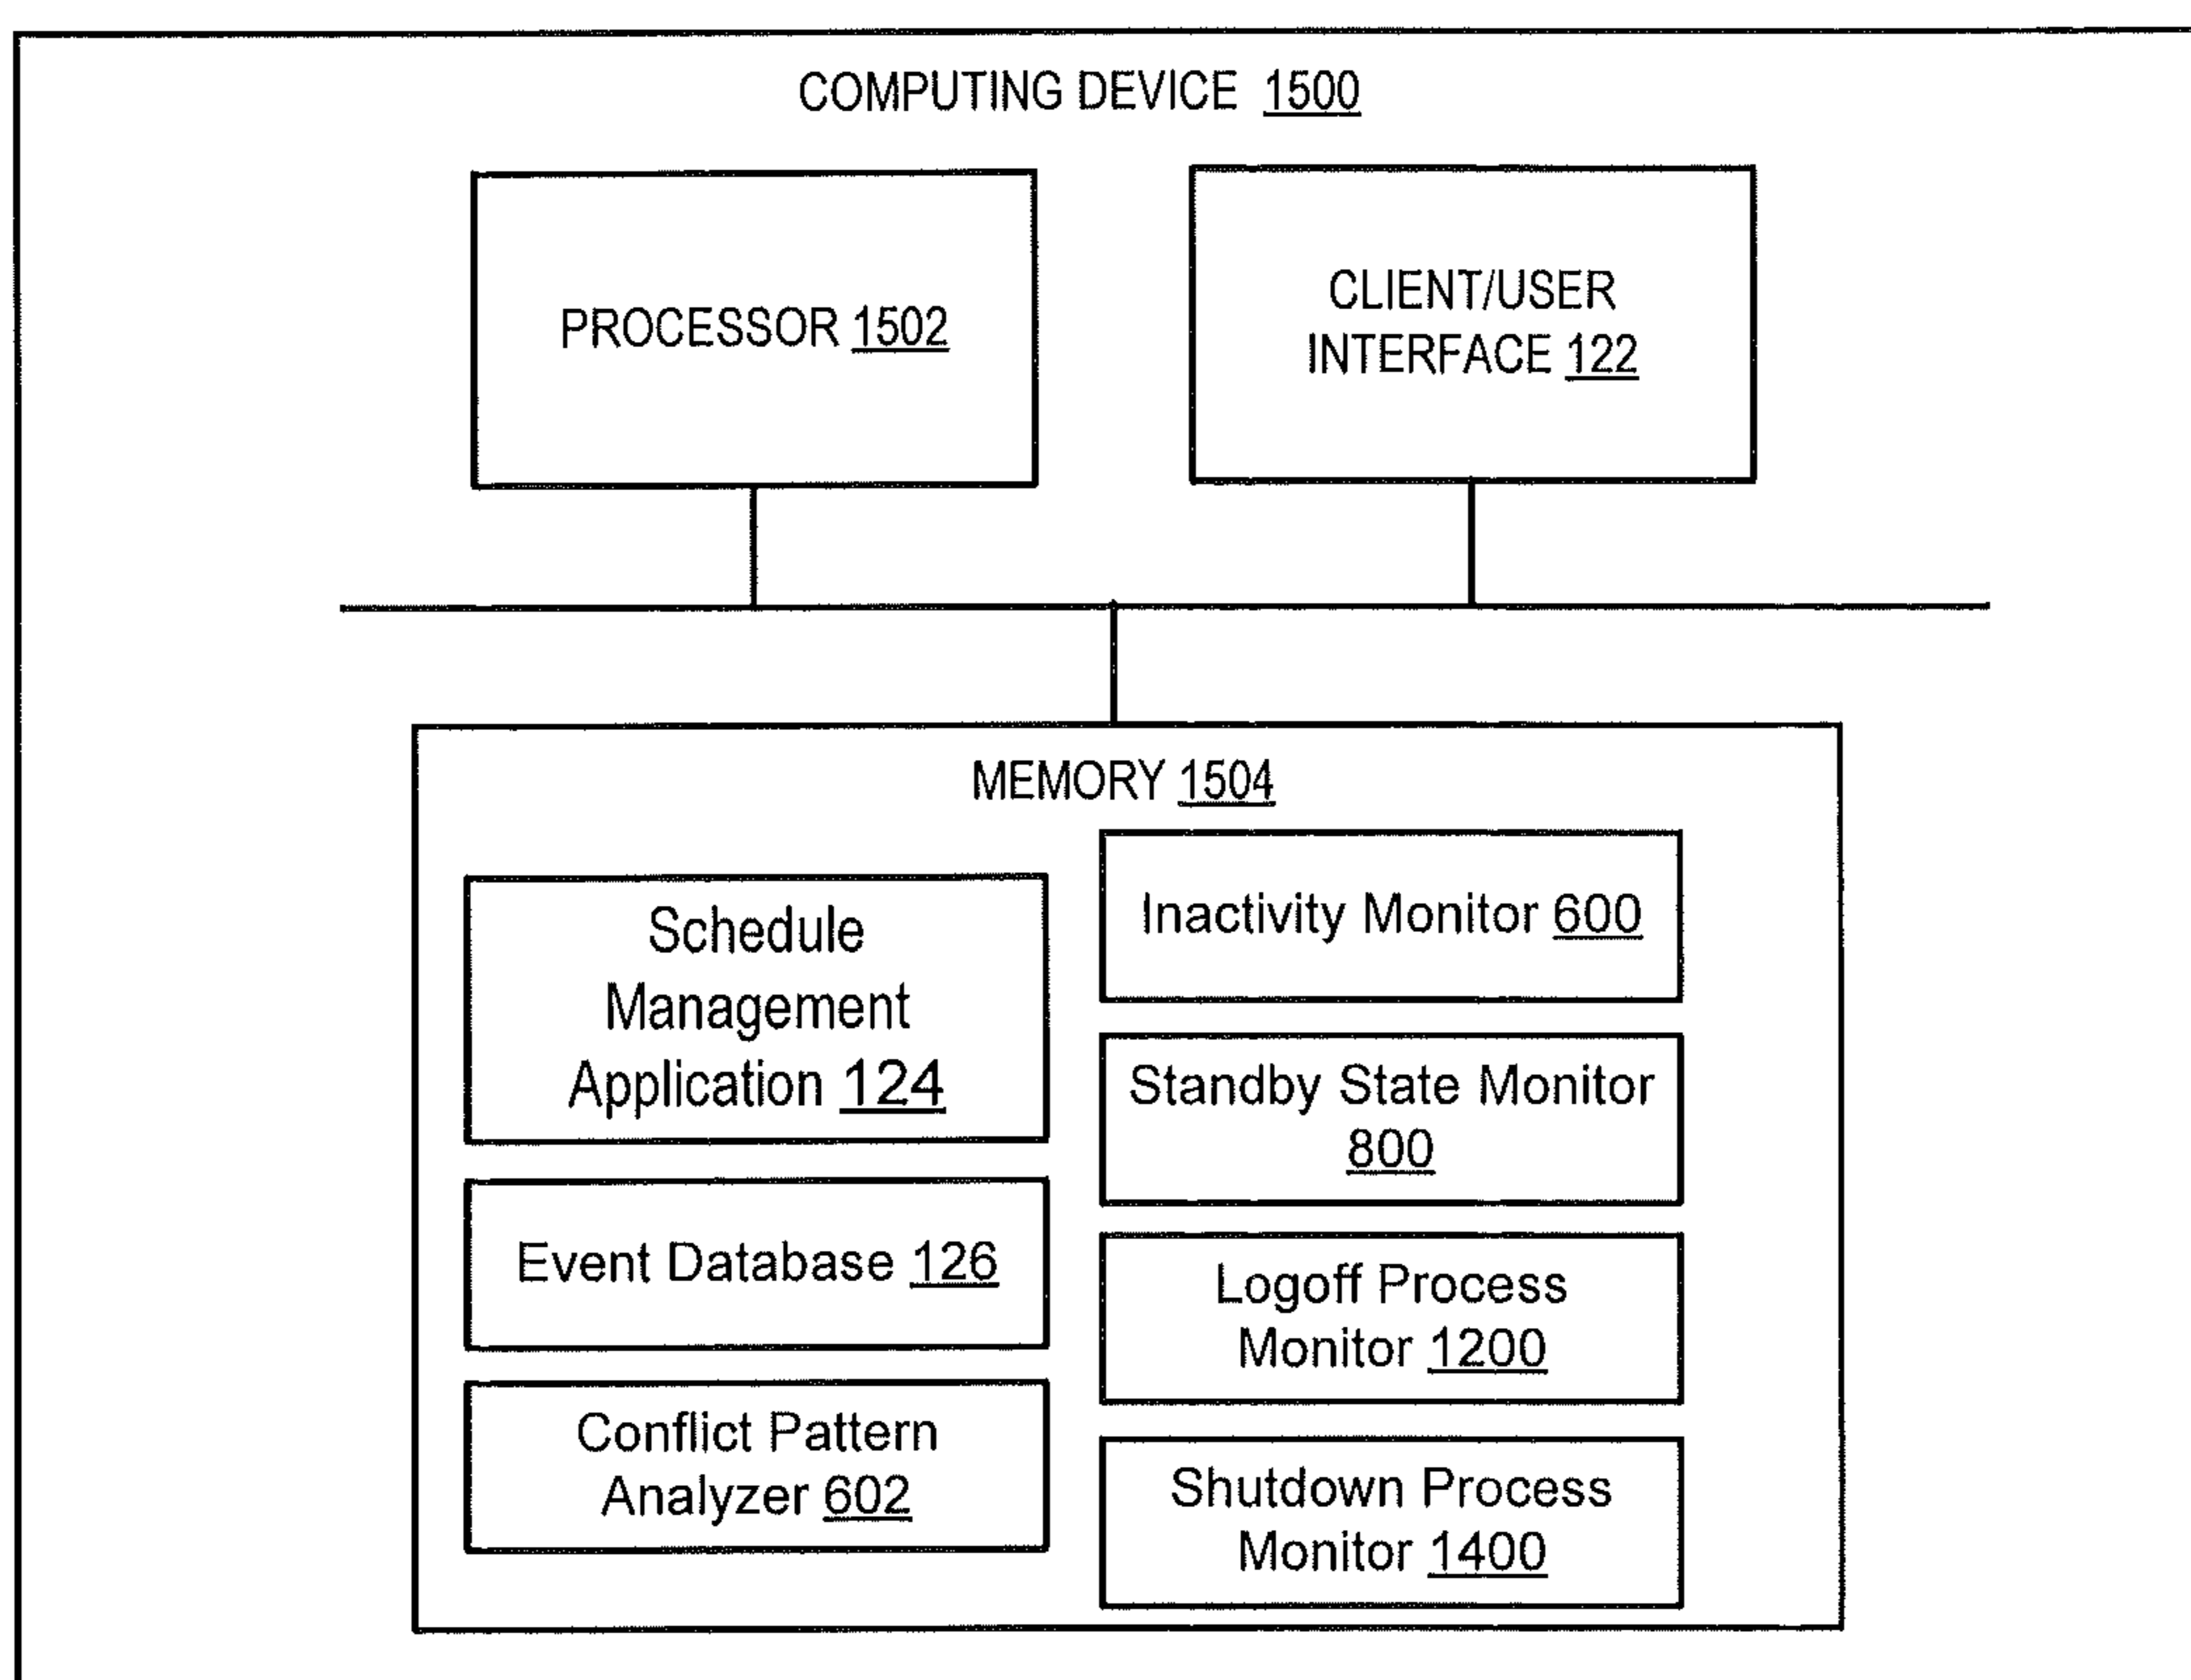 COMPUTING DEVICE 1500
PROCESSOR 1502
CLIENT/USER
INTERFACE 122
MEMORY 1504
Schedule
Management
Application 124
Event Database 126
Conflict Pattern
Analyzer 602
Inactivity Monitor 600
Standby State Monitor
800
Logoff Process
Monitor 1200
Shutdown Process
Monitor 1400